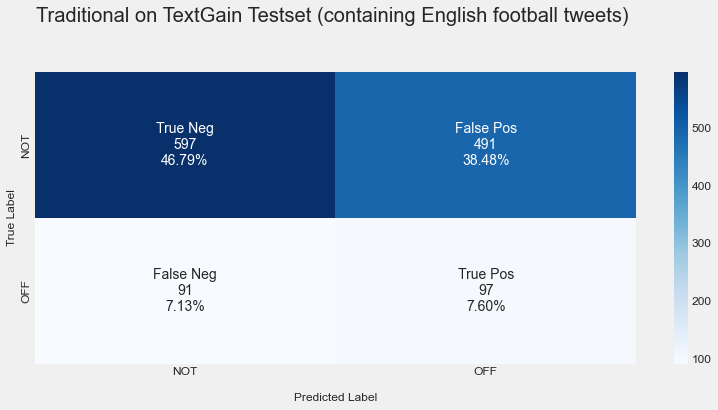 Traditional on TextGain Testset (containing English football tweets)
True Neg
597
46.79%
False Pos
491
38.48%
False Neg
91
7.13%
True Pos
97
7.60%
NOT
OFF
True Label
NOT
OFF
Predicted Label
500
400
300
200
100